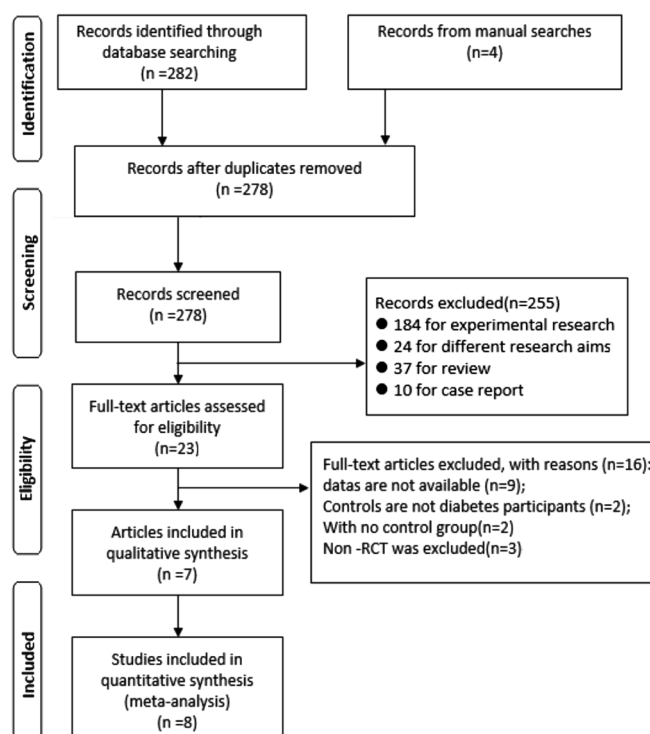 Identification
Records identified through
database searching
(n =282)
Records from manual searches
(n=4)
Records after duplicates removed
(n =278)
Screening
Records screened
(n =278)
Records excluded(n=255)
● 184 for experimental research
● 24 for different research aims
● 37 for review
● 10 for case report
Eligibility
Full-text articles assessed
for eligibility
(n=23)
Full-text articles excluded, with reasons (n=16):
datas are not available (n=9);
Controls are not diabetes participants (n=2);
With no control group(n=2)
Non -RCT was excluded(n=3)
Articles included in
qualitative synthesis
(n =7)
Included
Studies included in
quantitative synthesis
(meta-analysis)
(n =8)